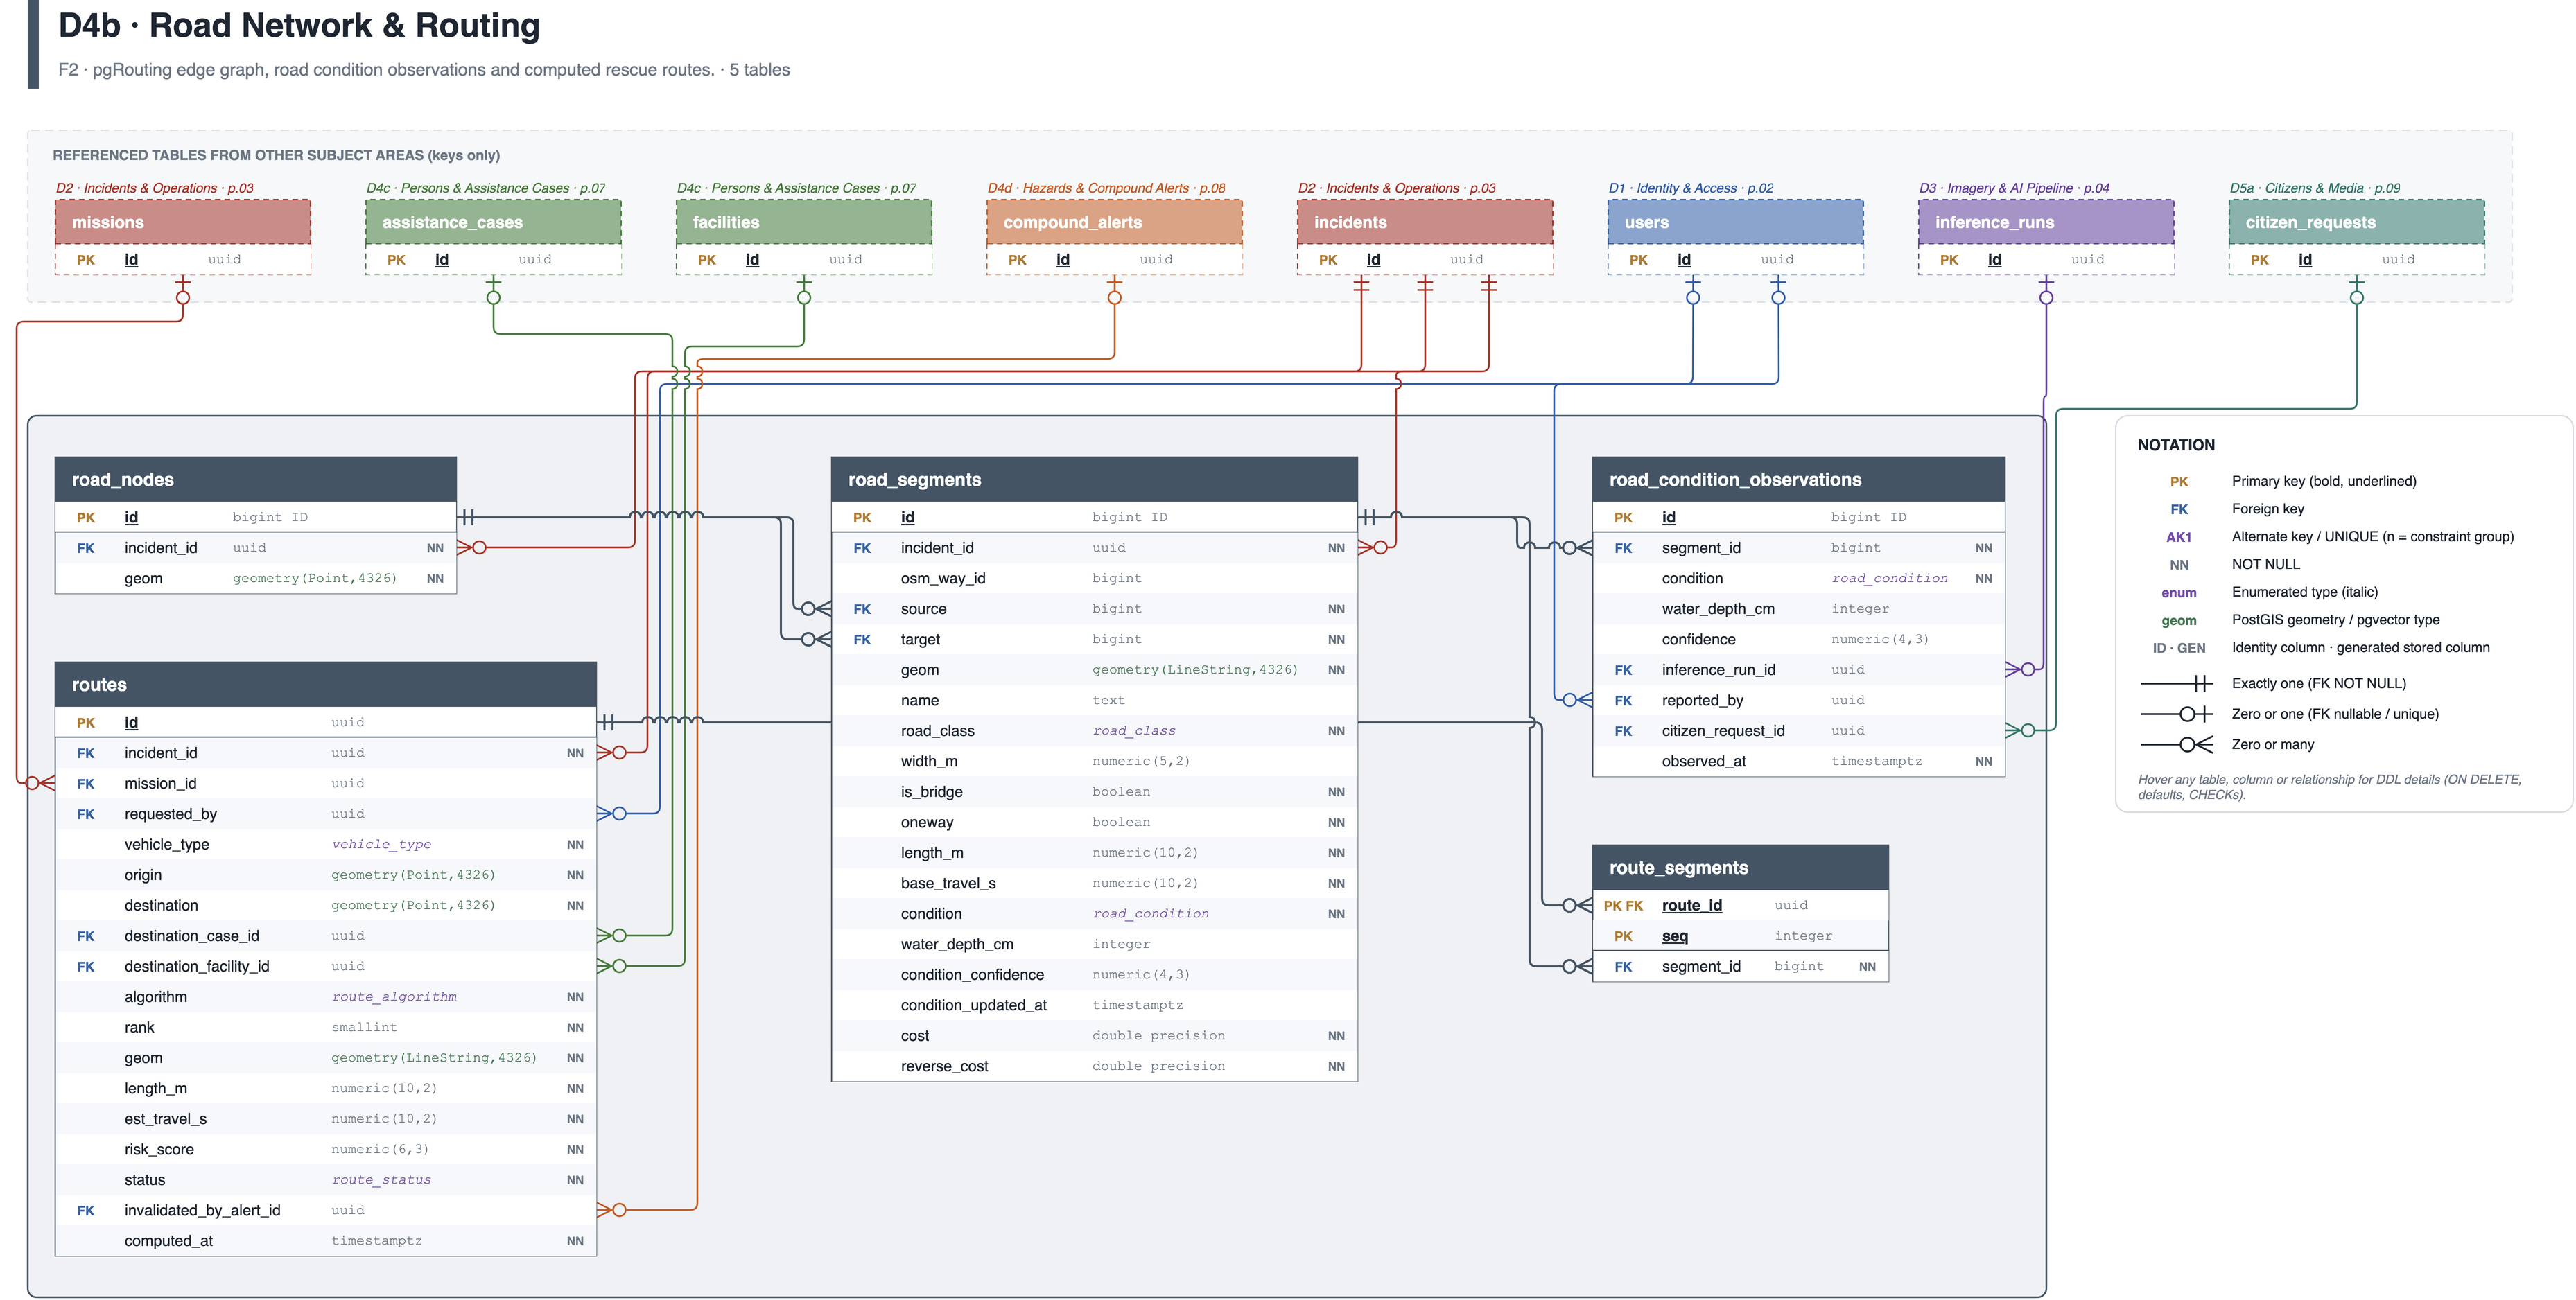 D4b · Road Network & Routing
F2 · pgRouting edge graph, road condition observations and computed rescue routes. · 5 tables
REFERENCED TABLES FROM OTHER SUBJECT AREAS (keys only)
D2 · Incidents & Operations · p.03
missions
PK id uuid
D4c · Persons & Assistance Cases · p.07
assistance_cases
PK id uuid
D4c · Persons & Assistance Cases · p.07
facilities
PK id uuid
D4d · Hazards & Compound Alerts · p.08
compound_alerts
PK id uuid
D2 · Incidents & Operations · p.03
incidents
PK id uuid
D1 · Identity & Access · p.02
users
PK id uuid
D3 · Imagery & AI Pipeline · p.04
inference_runs
PK id uuid
D5a · Citizens & Media · p.09
citizen_requests
PK id uuid
road_nodes
PK id bigint ID
FK incident_id uuid NN
geom geometry(Point,4326) NN
routes
PK id uuid
FK incident_id uuid NN
FK mission_id uuid
FK requested_by uuid
vehicle_type vehicle_type NN
origin geometry(Point,4326) NN
destination geometry(Point,4326) NN
FK destination_case_id uuid
FK destination_facility_id uuid
algorithm route_algorithm NN
rank smallint NN
geom geometry(LineString,4326) NN
length_m numeric(10,2) NN
est_travel_s numeric(10,2) NN
risk_score numeric(6,3) NN
status route_status NN
FK invalidated_by_alert_id uuid
computed_at timestamptz NN
road_segments
PK id bigint ID
FK incident_id uuid NN
osm_way_id bigint
FK source bigint NN
FK target bigint NN
geom geometry(LineString,4326) NN
name text
road_class road_class NN
width_m numeric(5,2)
is_bridge boolean NN
oneway boolean NN
length_m numeric(10,2) NN
base_travel_s numeric(10,2) NN
condition road_condition NN
water_depth_cm integer
condition_confidence numeric(4,3)
condition_updated_at timestamptz
cost double precision NN
reverse_cost double precision NN
road_condition_observations
PK id bigint ID
FK segment_id bigint NN
condition road_condition NN
water_depth_cm integer
confidence numeric(4,3)
FK inference_run_id uuid
FK reported_by uuid
FK citizen_request_id uuid
observed_at timestamptz NN
route_segments
PK FK route_id uuid
PK seq integer
FK segment_id bigint NN
NOTATION
PK Primary key (bold, underlined)
FK Foreign key
AK1 Alternate key / UNIQUE (n = constraint group)
NN NOT NULL
enum Enumerated type (italic)
geom PostGIS geometry / pgvector type
ID · GEN Identity column · generated stored column
Exactly one (FK NOT NULL)
Zero or one (FK nullable / unique)
Zero or many
Hover any table, column or relationship for DDL details (ON DELETE,
defaults, CHECKs).